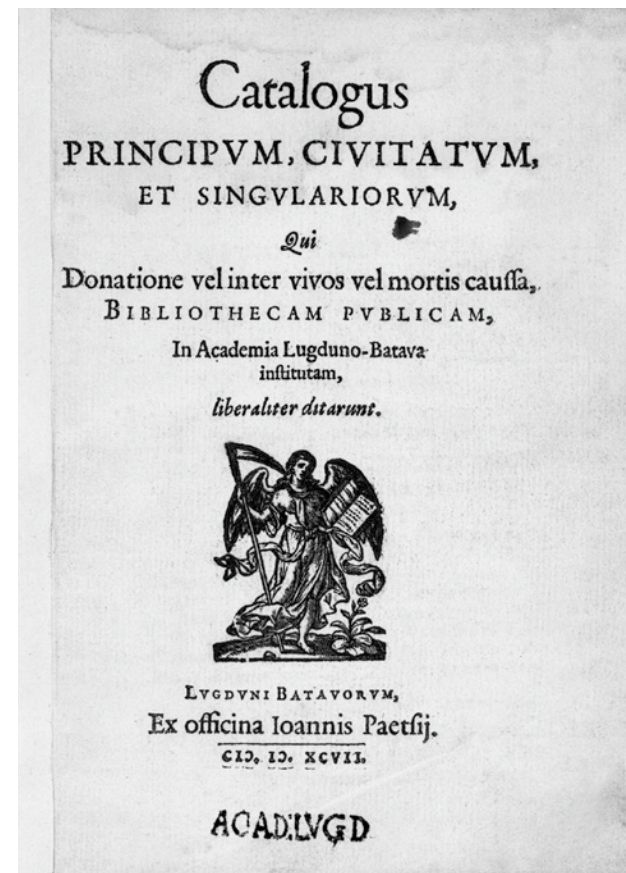 Catalogus
PRINCIPVM, CIVITATVM,
ET SINGVLARIORVM,
Qui
Donatione vel inter vivos vel mortis cauſſa,
BIBLIOTHECAM PVBLICAM,
In Academia Lugduno-Batava
inſtitutam,
liberaliter ditarunt.
LVGDVNI BATAVORVM,
Ex officina Ioannis Paetſij.
CIↃ. IↃ. XCVII.
ACAD:LVGD